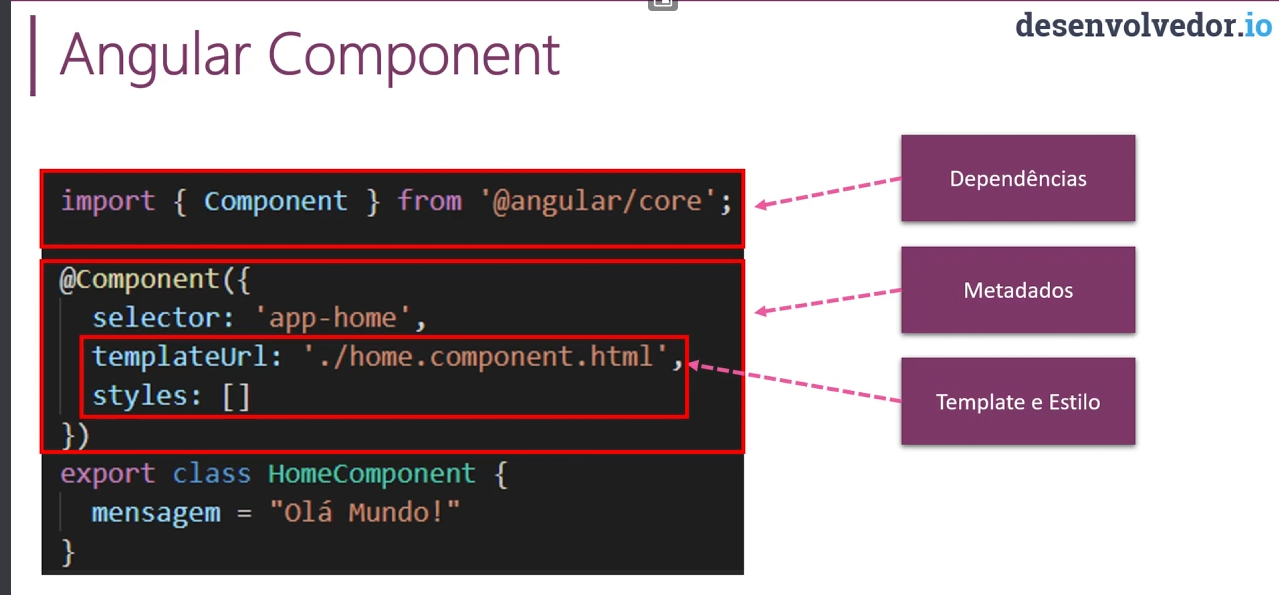 desenvolvedor.io
Angular Component
import { Component } from '@angular/core';
@Component({
selector: 'app-home',
templateUrl: './home.component.html',
styles: []
})
export class HomeComponent {
mensagem = "Olá Mundo!"
}
Dependências
Metadados
Template e Estilo